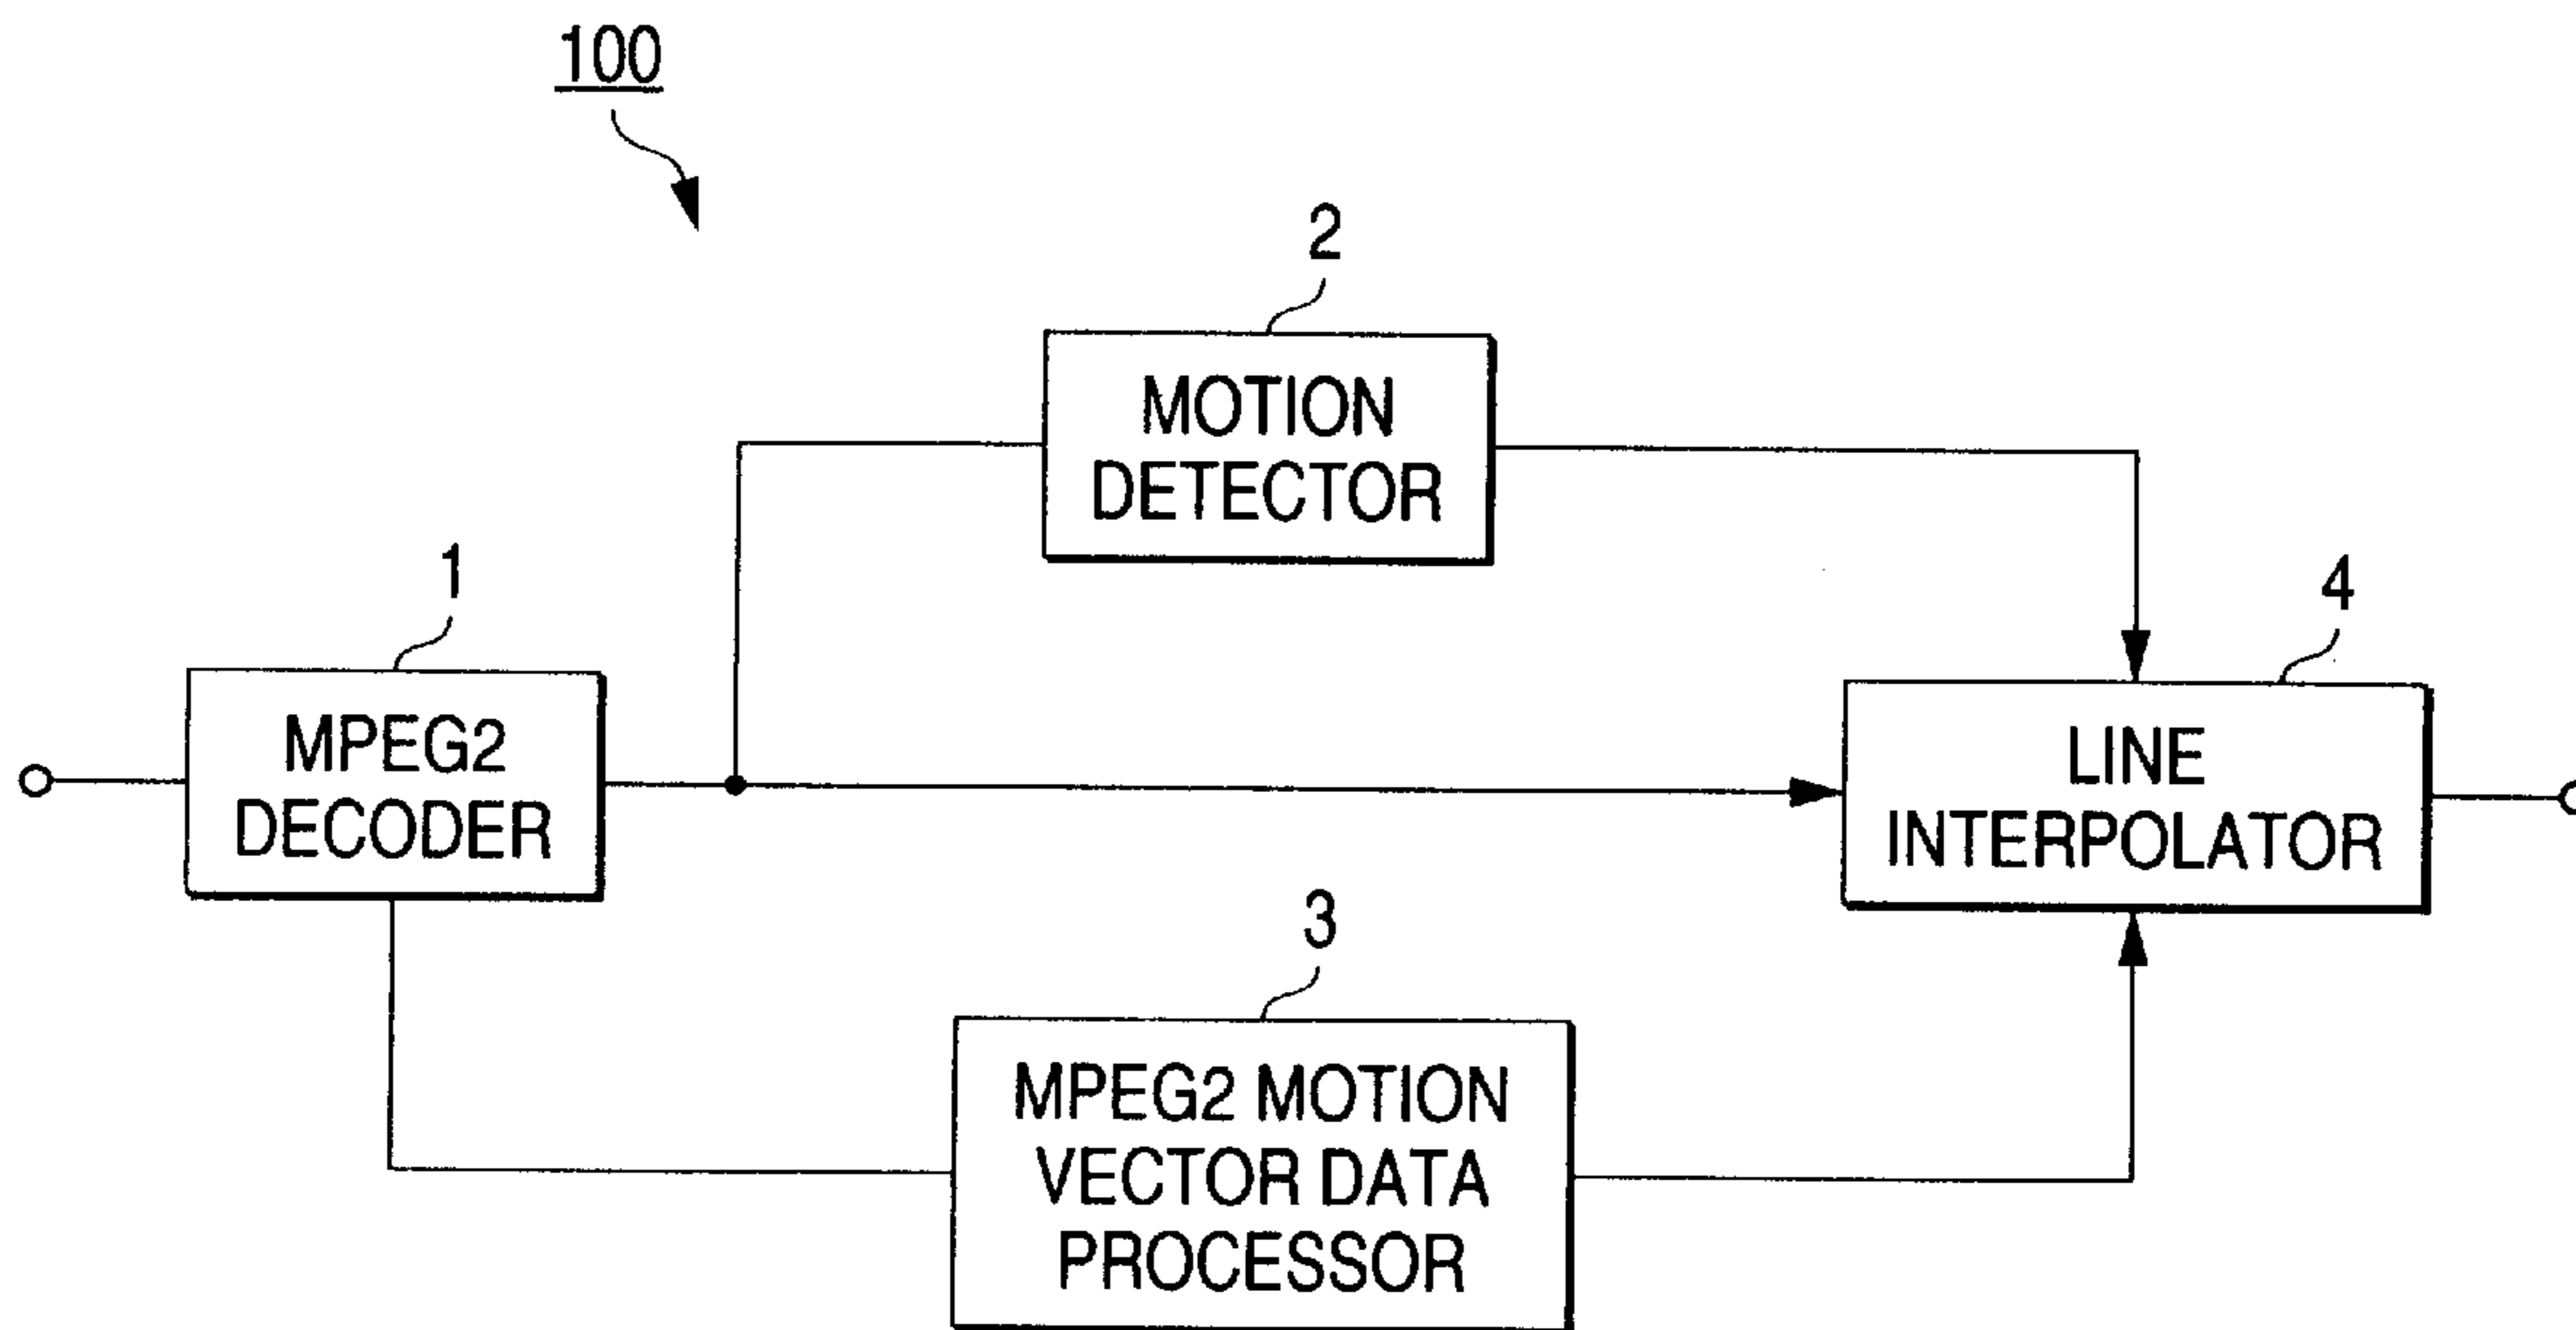 100
2
MOTION
DETECTOR
1
MPEG2
DECODER
4
LINE
INTERPOLATOR
3
MPEG2 MOTION
VECTOR DATA
PROCESSOR